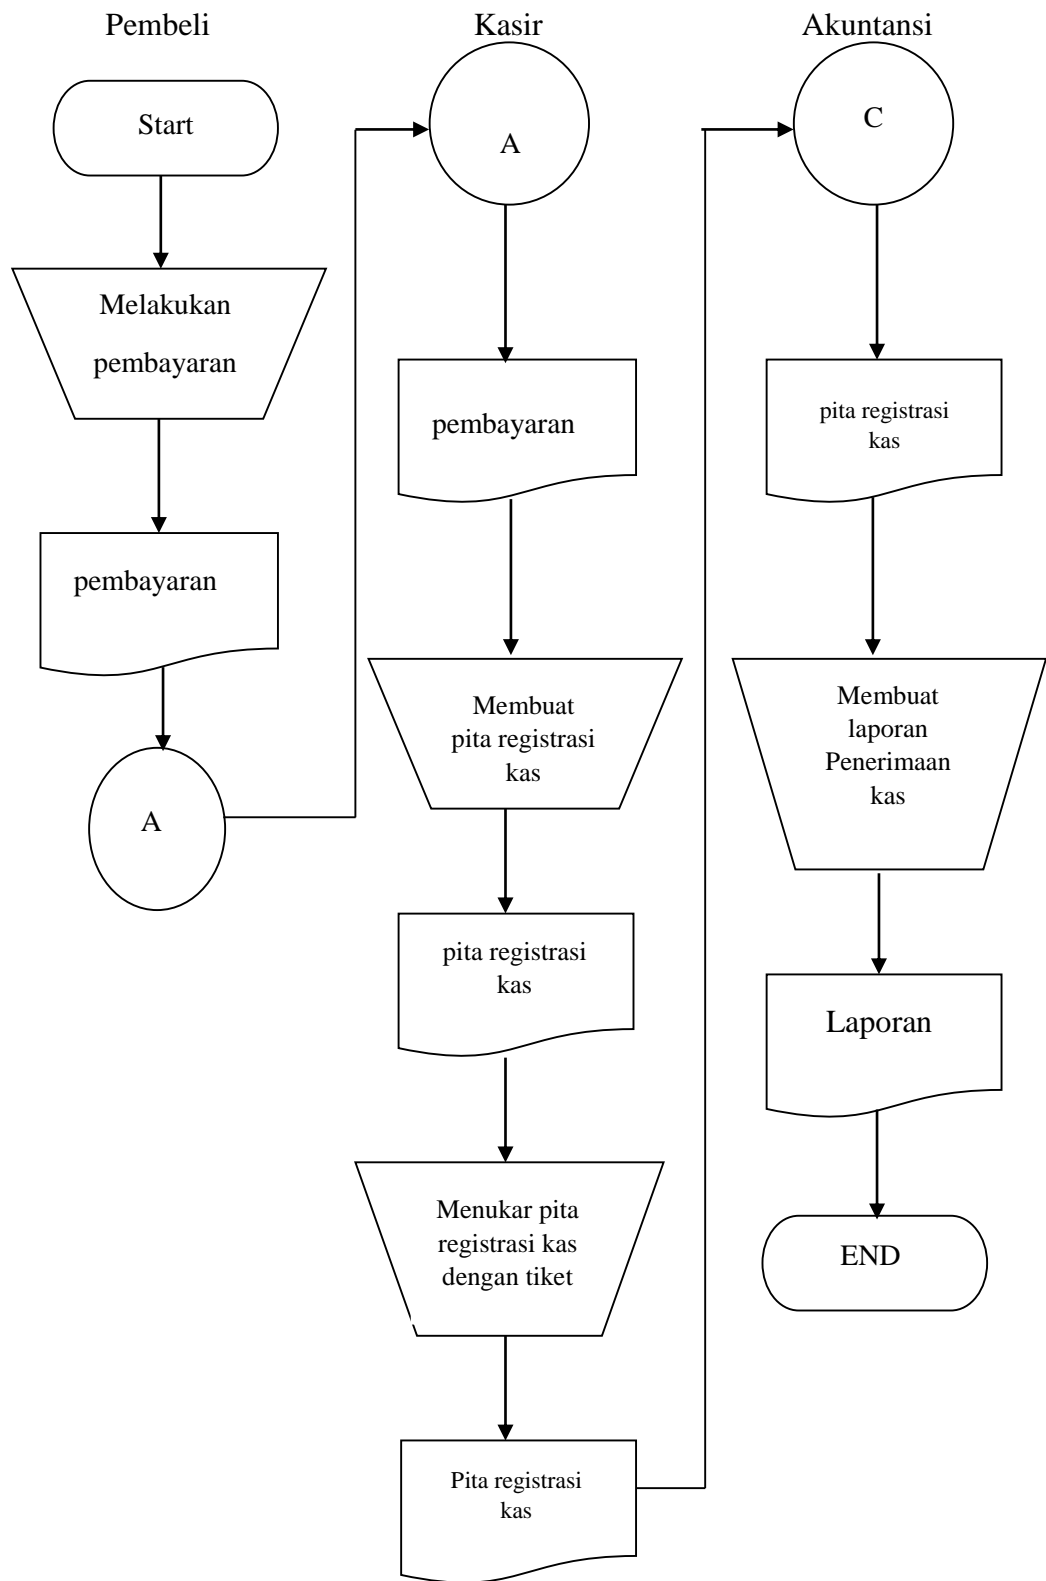 Pembeli
Kasir
Akuntansi
Start
Melakukan
pembayaran
pembayaran
A
A
pembayaran
Membuat
pita registrasi
kas
pita registrasi
kas
Menukar pita
registrasi kas
dengan tiket
Pita registrasi
kas
C
pita registrasi
kas
Membuat
laporan
Penerimaan
kas
Laporan
END